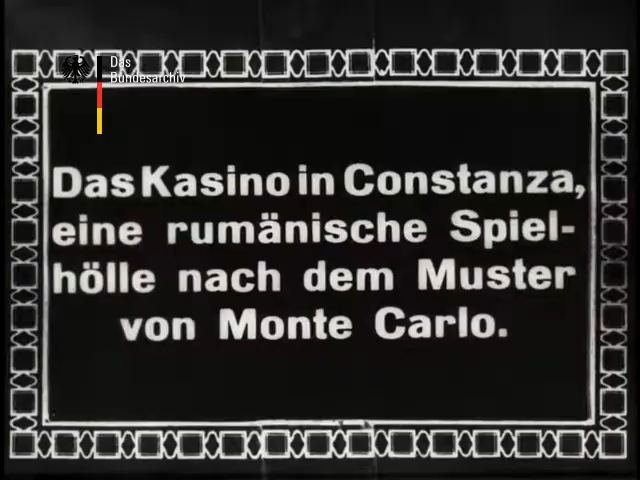 Das
Bundesarchiv
Das Kasino in Constanza,
eine rumänische Spiel-
hölle nach dem Muster
von Monte Carlo.